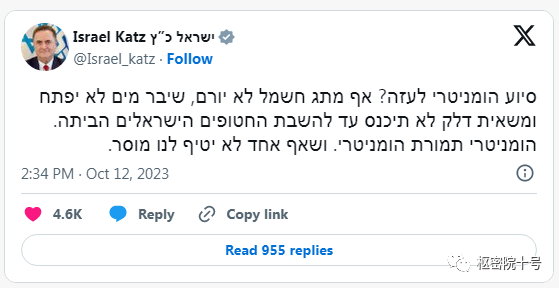 Israel Katz ישראל כ״ץ
X
@Israel_katz · Follow
סיוע הומניטרי לעזה? אף מתג חשמל לא יורם, שיבר מים לא יפתח
ומשאית דלק לא תיכנס עד להשבת החטופים הישראלים הביתה.
הומניטרי תמורת הומניטרי. ושאף אחד לא יטיף לנו מוסר.
2:34 PM · Oct 12, 2023
4.6K Reply Copy link
Read 955 replies
枢密院十号